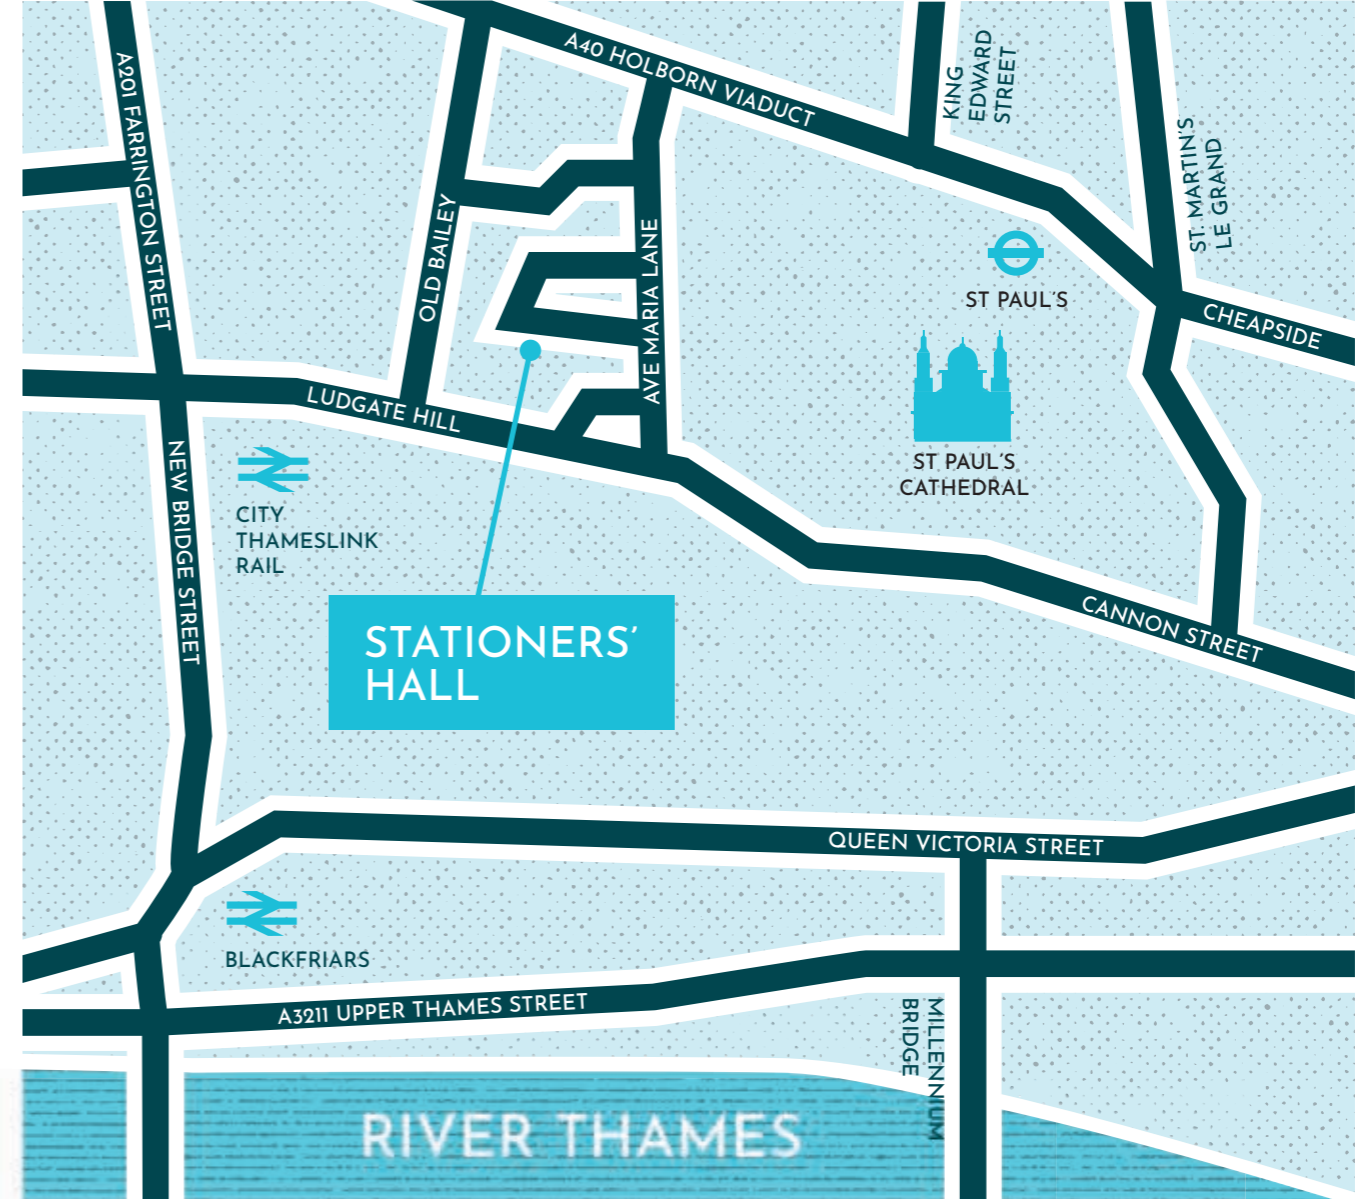 A40 HOLBORN VIADUCT
KING
EDWARD
STREET
A201 FARRINGTON STREET
ST. MARTIN'S
LE GRAND
OLD BAILEY
AVE MARIA LANE
ST PAUL'S
CHEAPSIDE
LUDGATE HILL
ST PAUL'S
CATHEDRAL
NEW BRIDGE STREET
CITY
THAMESLINK
RAIL
CANNON STREET
STATIONERS'
HALL
QUEEN VICTORIA STREET
BLACKFRIARS
A3211 UPPER THAMES STREET
MILLENNIUM
BRIDGE
RIVER THAMES